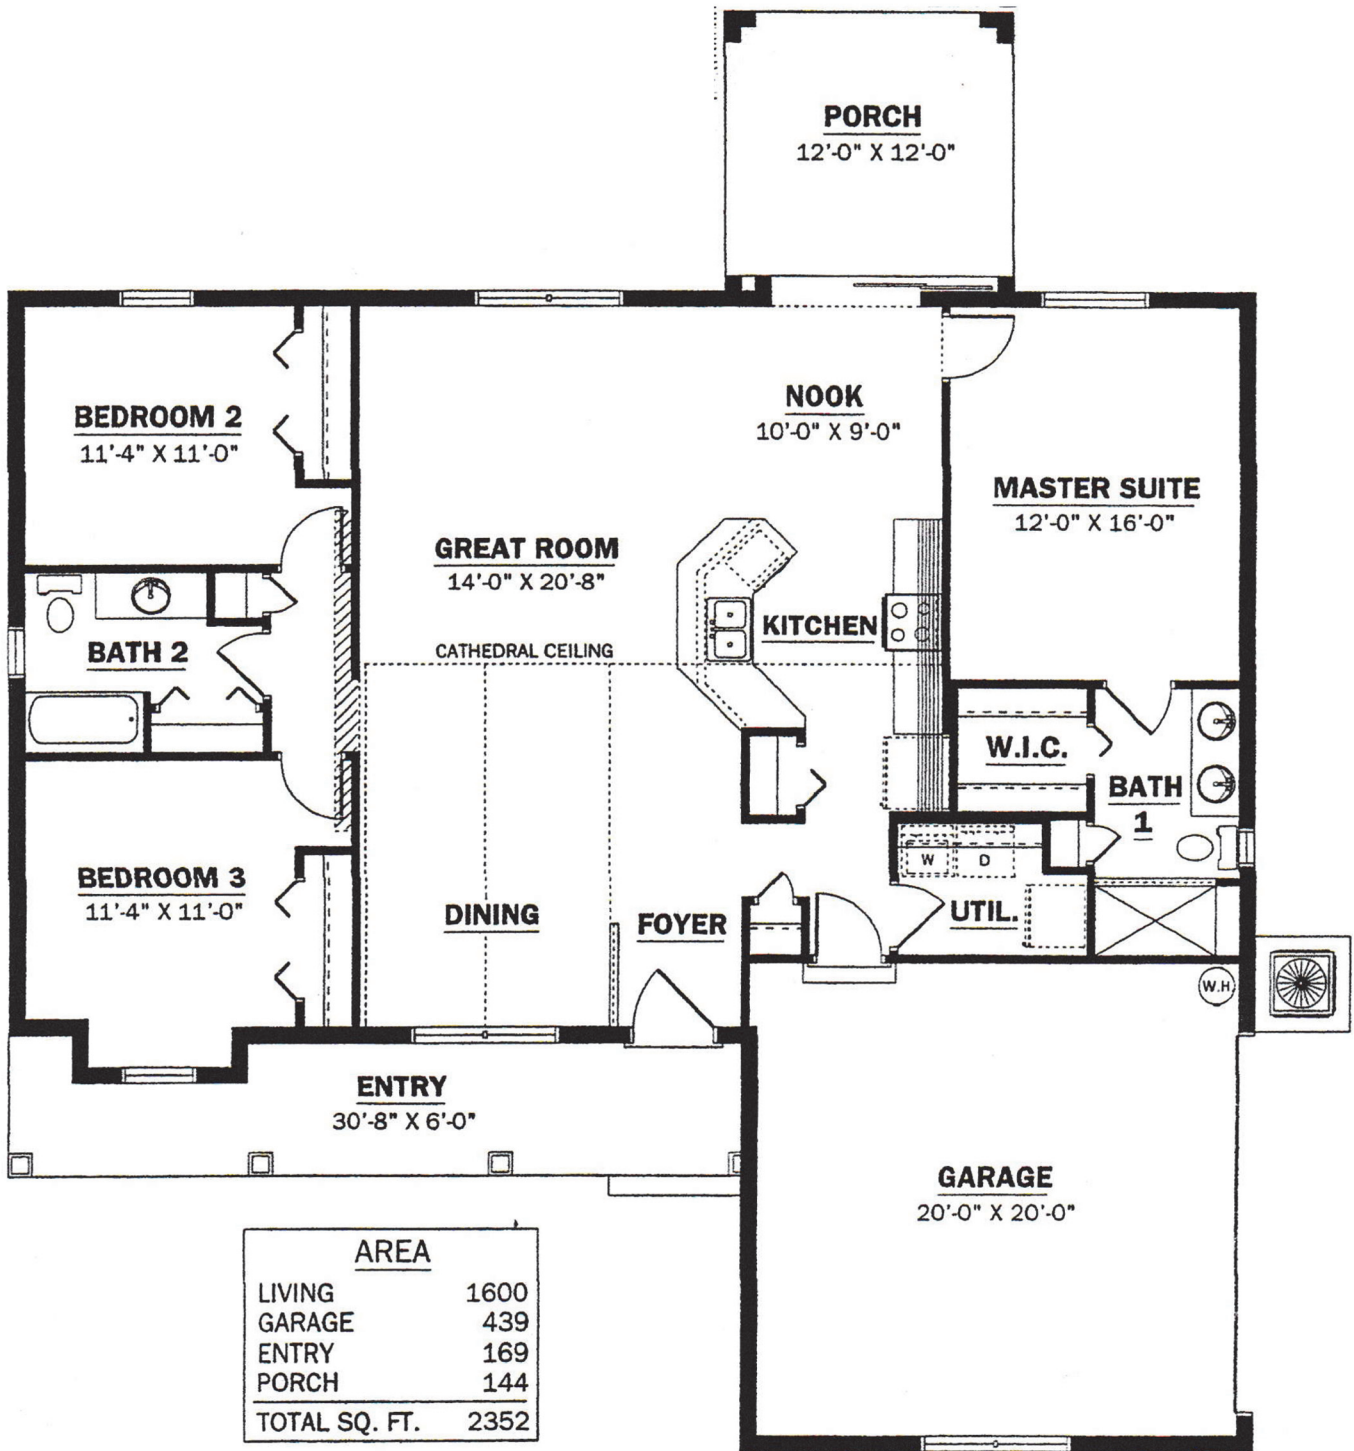 PORCH
12'-0" X 12'-0"
BEDROOM 2
11'-4" X 11'-0"
NOOK
10'-0" X 9'-0"
MASTER SUITE
12'-0" X 16'-0"
GREAT ROOM
14'-0" X 20'-8"
KITCHEN
CATHEDRAL CEILING
BATH 2
W.I.C.
BATH
1
W
D
BEDROOM 3
11'-4" X 11'-0"
DINING
FOYER
UTIL.
W.H
ENTRY
30'-8" X 6'-0"
GARAGE
20'-0" X 20'-0"
AREA
LIVING 1600
GARAGE 439
ENTRY 169
PORCH 144
TOTAL SQ. FT. 2352